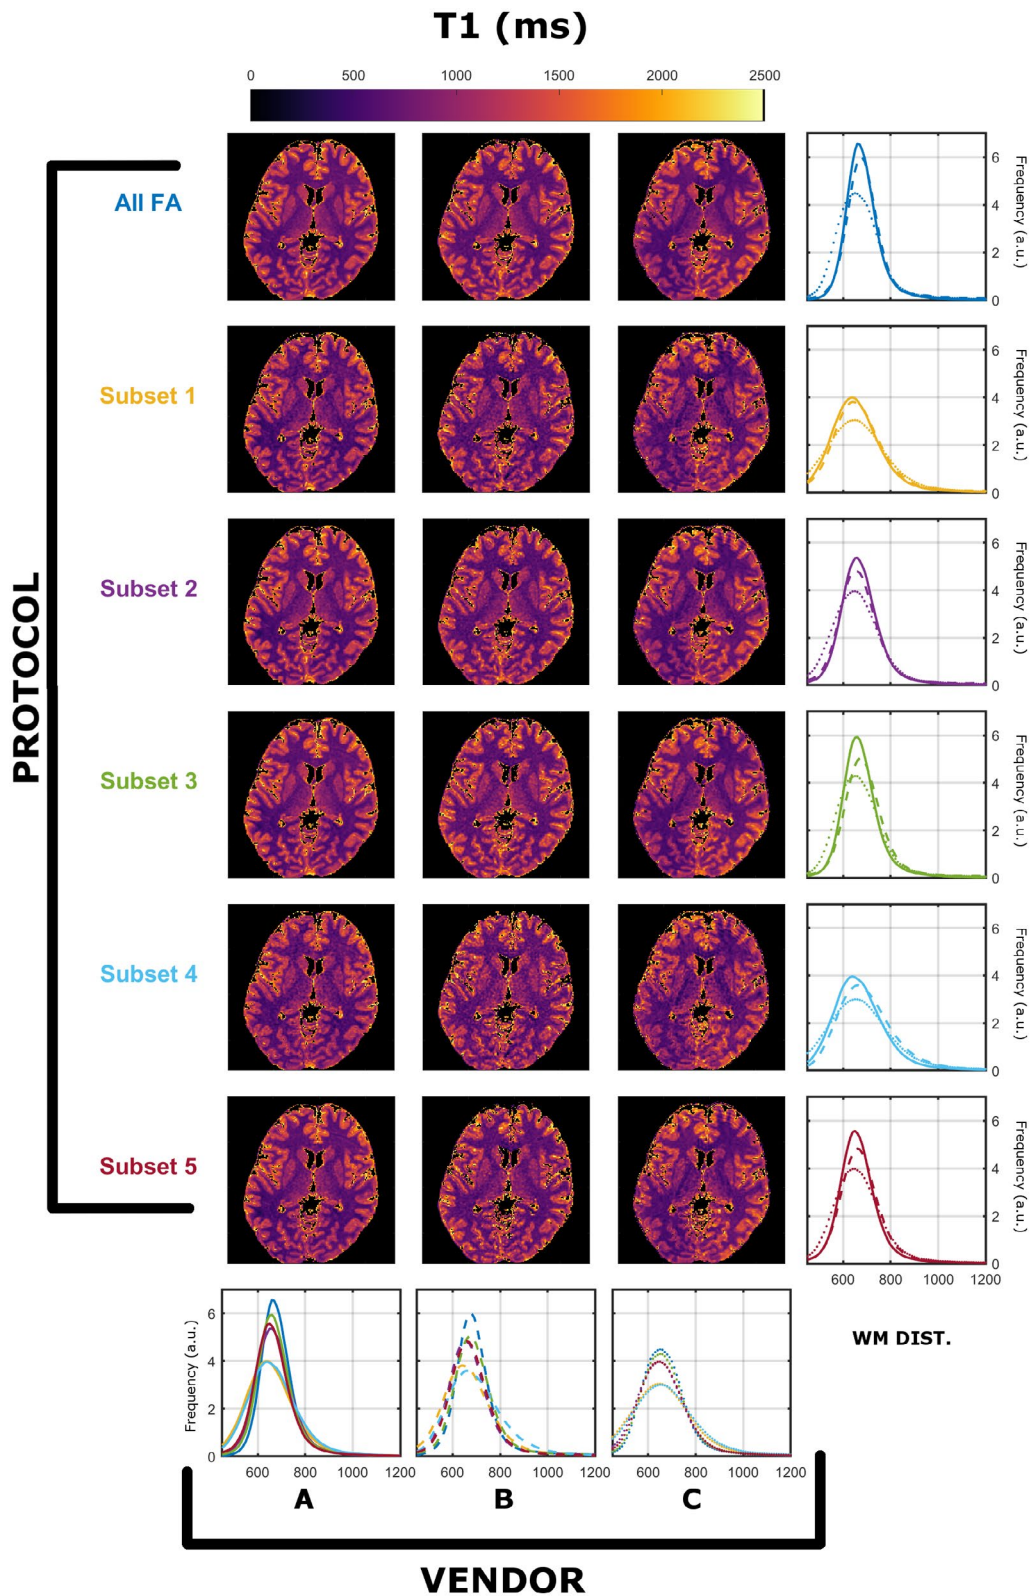 T1 (ms)
0 500 1000 1500 2000 2500
PROTOCOL
All FA
6
4
2
0
Frequency (a.u.)
Subset 1
6
4
2
0
Frequency (a.u.)
Subset 2
6
4
2
0
Frequency (a.u.)
Subset 3
6
4
2
0
Frequency (a.u.)
Subset 4
6
4
2
0
Frequency (a.u.)
Subset 5
6
4
2
0
Frequency (a.u.)
600 800 1000 1200
WM DIST.
Frequency (a.u.)
6
4
2
0
600 800 1000 1200
600 800 1000 1200
600 800 1000 1200
A B C
VENDOR